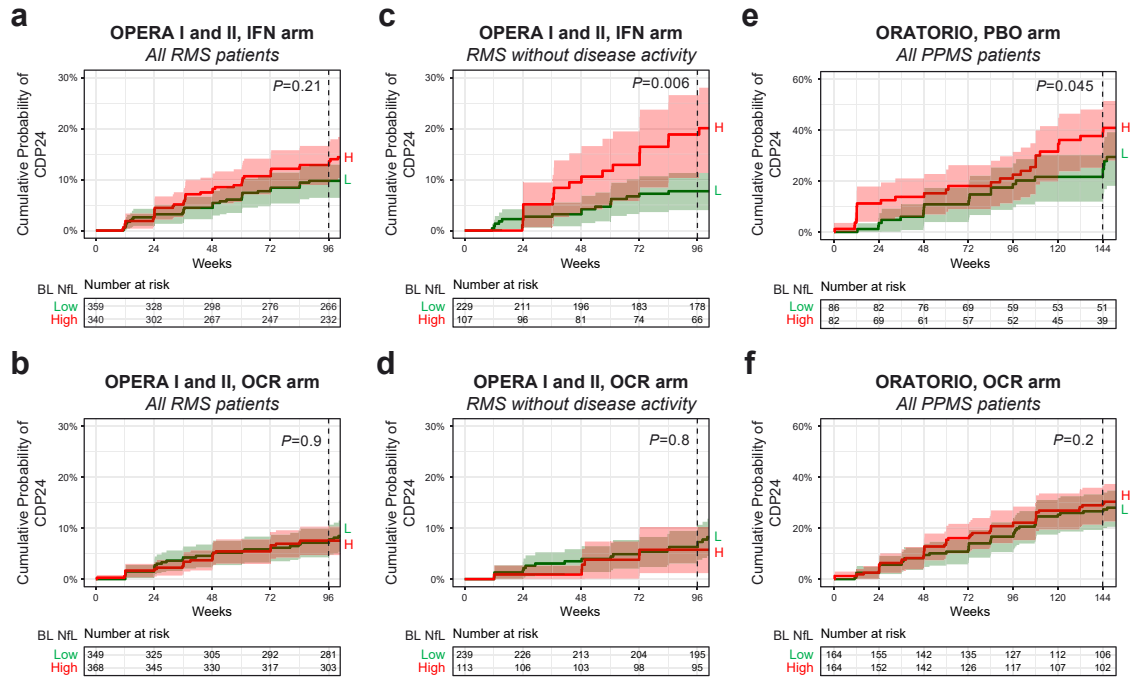 a
OPERA I and II, IFN arm
All RMS patients
Cumulative Probability of
CDP24
30%
20%
10%
0%
P=0.21
H
L
0 24 48 72 96
Weeks
BL NfL Number at risk
Low 359 328 298 276 266
High 340 302 267 247 232
c
OPERA I and II, IFN arm
RMS without disease activity
Cumulative Probability of
CDP24
30%
20%
10%
0%
P=0.006
H
L
0 24 48 72 96
Weeks
Number at risk
BL NfL
Low 229 211 196 183 178
High 107 96 81 74 66
e
ORATORIO, PBO arm
All PPMS patients
Cumulative Probability of
CDP24
60%
40%
20%
0%
P=0.045
H
L
0 24 48 72 96 120 144
Weeks
Number at risk
BL NfL
Low 86 82 76 69 59 53 51
High 82 69 61 57 52 45 39
b
OPERA I and II, OCR arm
All RMS patients
Cumulative Probability of
CDP24
30%
20%
10%
0%
P=0.9
L
H
0 24 48 72 96
Weeks
BL NfL Number at risk
Low 349 325 305 292 281
High 368 345 330 317 303
d
OPERA I and II, OCR arm
RMS without disease activity
Cumulative Probability of
CDP24
30%
20%
10%
0%
P=0.8
L
H
0 24 48 72 96
Weeks
BL NfL Number at risk
Low 239 226 213 204 195
High 113 106 103 98 95
f
ORATORIO, OCR arm
All PPMS patients
Cumulative Probability of
CDP24
60%
40%
20%
0%
P=0.2
H
L
0 24 48 72 96 120 144
Weeks
BL NfL Number at risk
Low 164 155 142 135 127 112 106
High 164 152 142 126 117 107 102